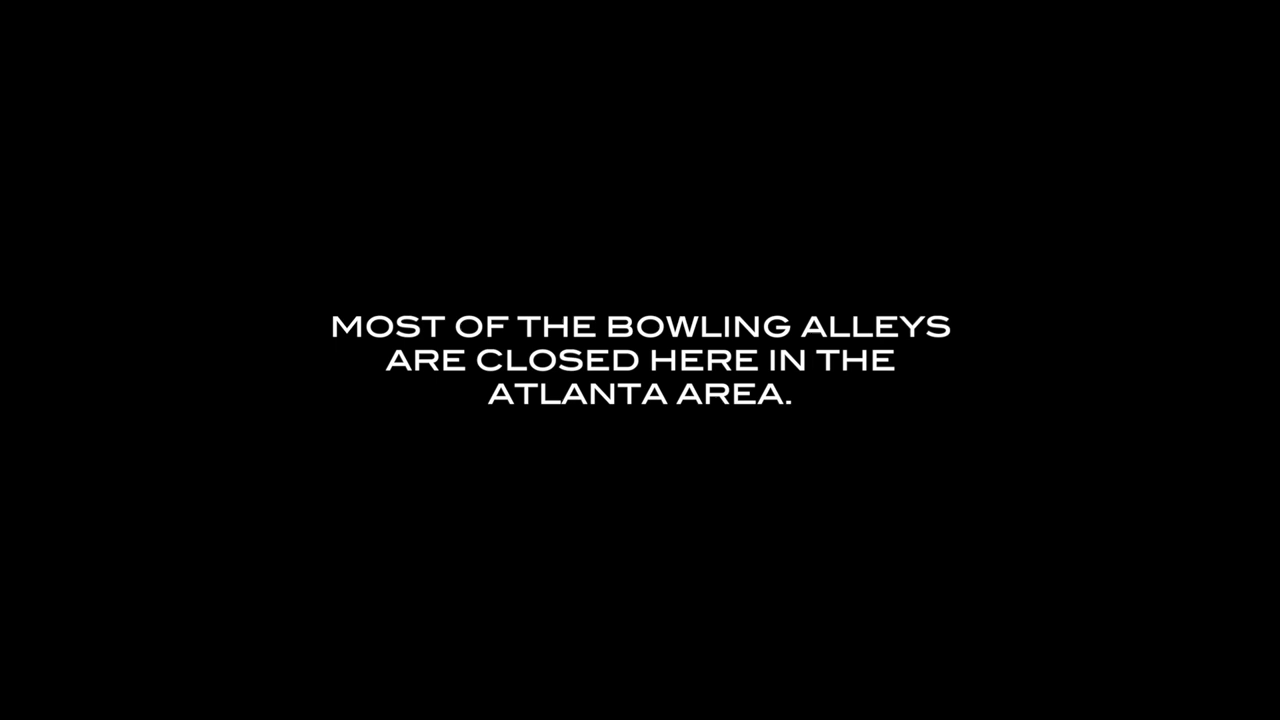 MOST OF THE BOWLING ALLEYS
ARE CLOSED HERE IN THE
ATLANTA AREA.